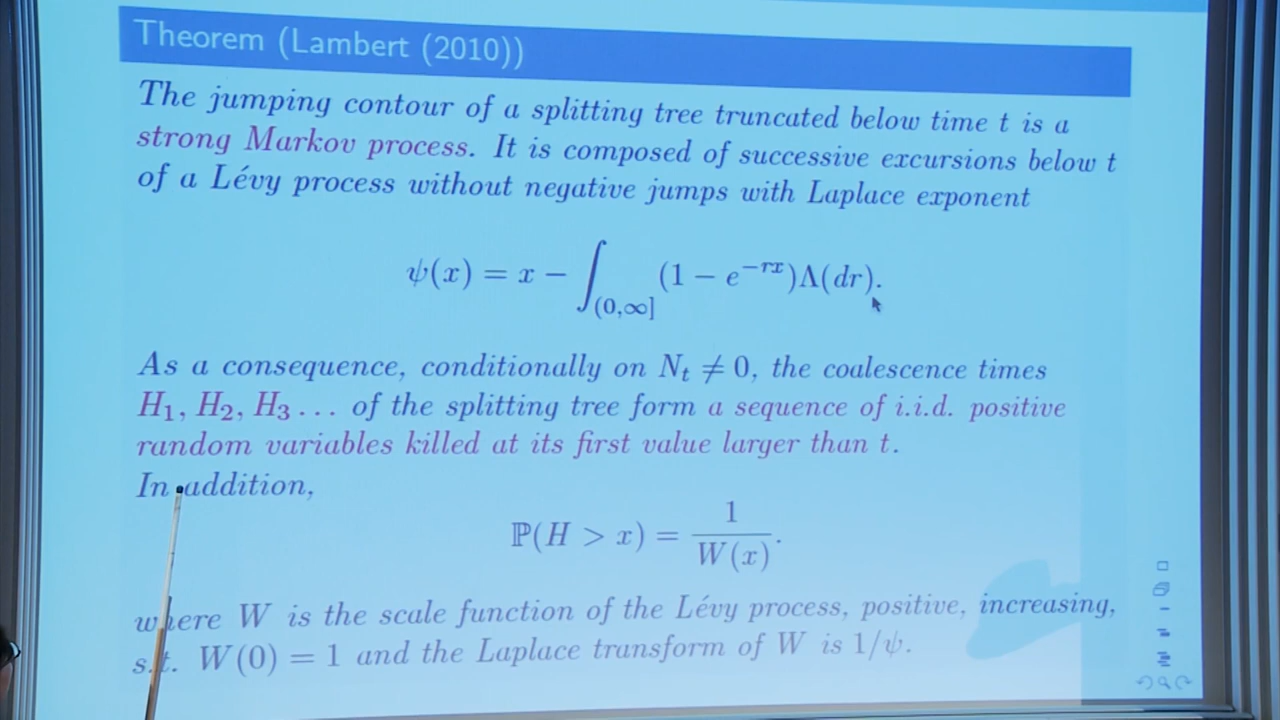 Theorem (Lambert (2010))
The jumping contour of a splitting tree truncated below time t is a
strong Markov process. It is composed of successive excursions below t
of a Lévy process without negative jumps with Laplace exponent
ψ(x) = x − ∫_{(0,∞]} (1 − e^{−rx})Λ(dr).
As a consequence, conditionally on N_t ≠ 0, the coalescence times
H_1, H_2, H_3 ... of the splitting tree form a sequence of i.i.d. positive
random variables killed at its first value larger than t.
In addition,
ℙ(H > x) = 1 / W(x).
where W is the scale function of the Lévy process, positive, increasing,
s.t. W(0) = 1 and the Laplace transform of W is 1/ψ.